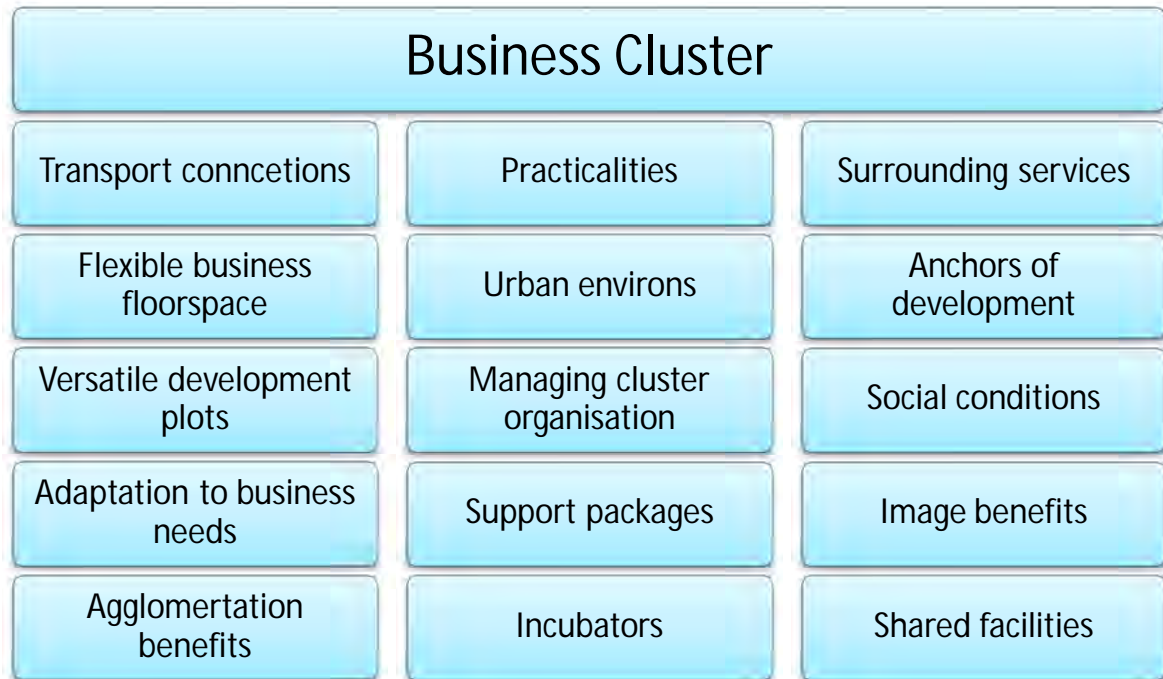 Business Cluster
Transport conncetions
Practicalities
Surrounding services
Flexible business
floorspace
Urban environs
Anchors of
development
Versatile development
plots
Managing cluster
organisation
Social conditions
Adaptation to business
needs
Support packages
Image benefits
Agglomertation
benefits
Incubators
Shared facilities